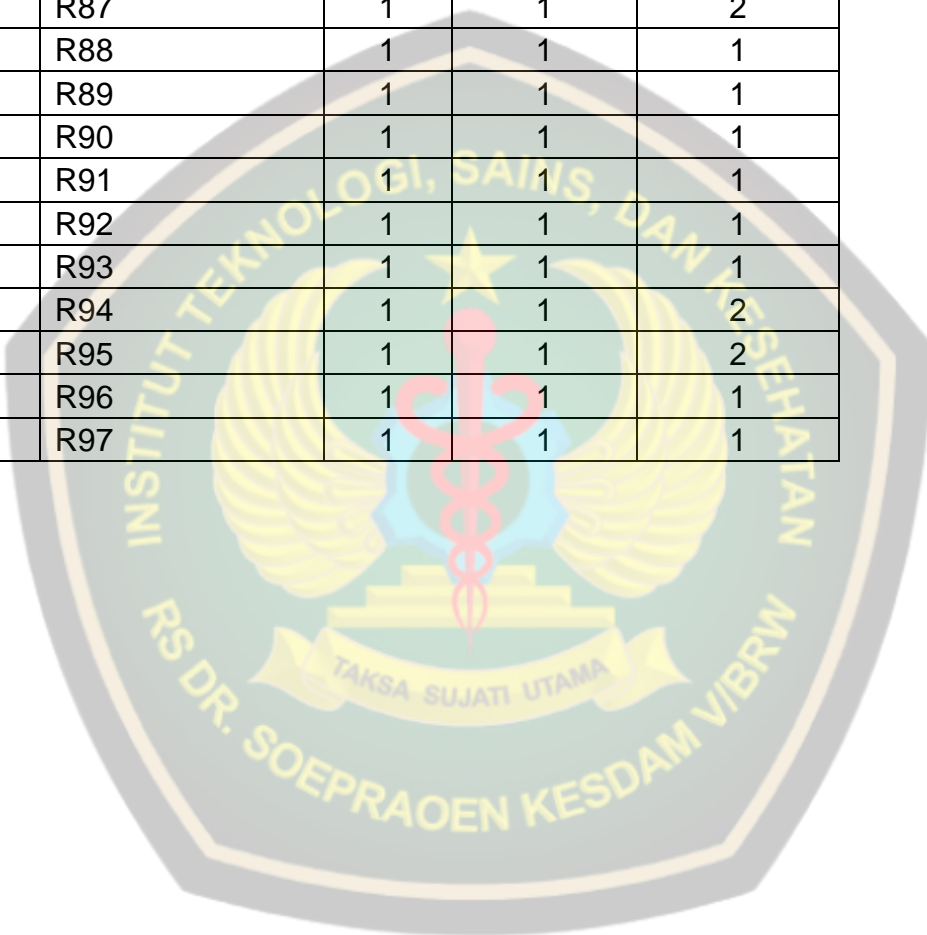 R87 1 1 2
R88 1 1 1
R89 1 1 1
R90 1 1 1
R91 1 1 1
R92 1 1 1
R93 1 1 1
R94 1 1 2
R95 1 1 2
R96 1 1 1
R97 1 1 1
INSTITUT TEKNOLOGI, SAINS, DAN KESEHATAN
TAKSA SUJATI UTAMA
RS DR. SOEPRAOEN KESDAM V/BRW